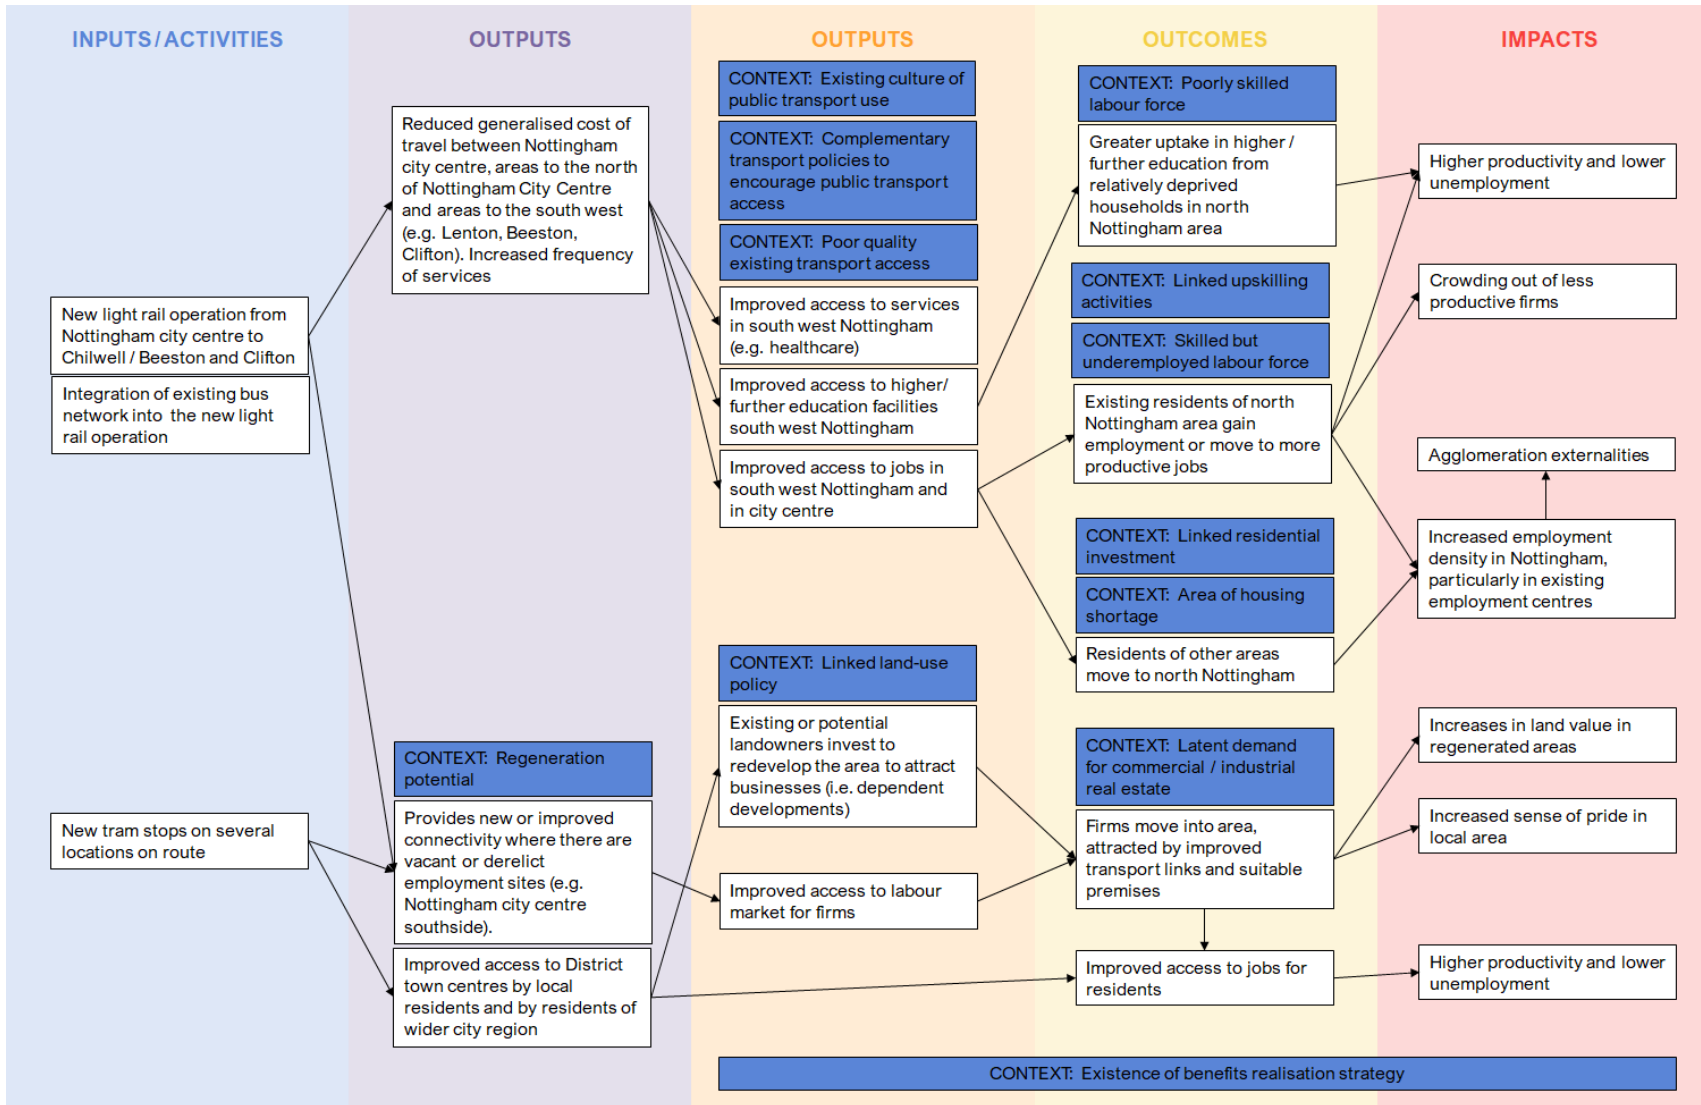 INPUTS / ACTIVITIES
OUTPUTS
OUTPUTS
OUTCOMES
IMPACTS
New light rail operation from
Nottingham city centre to
Chilwell / Beeston and Clifton
Integration of existing bus
network into the new light
rail operation
New tram stops on several
locations on route
Reduced generalised cost of
travel between Nottingham
city centre, areas to the north
of Nottingham City Centre
and areas to the south west
(e.g. Lenton, Beeston,
Clifton). Increased frequency
of services
CONTEXT: Regeneration
potential
Provides new or improved
connectivity where there are
vacant or derelict
employment sites (e.g.
Nottingham city centre
southside).
Improved access to District
town centres by local
residents and by residents of
wider city region
CONTEXT: Existing culture of
public transport use
CONTEXT: Complementary
transport policies to
encourage public transport
access
CONTEXT: Poor quality
existing transport access
Improved access to services
in south west Nottingham
(e.g. healthcare)
Improved access to higher/
further education facilities
south west Nottingham
Improved access to jobs in
south west Nottingham and
in city centre
CONTEXT: Linked land-use
policy
Existing or potential
landowners invest to
redevelop the area to attract
businesses (i.e. dependent
developments)
Improved access to labour
market for firms
CONTEXT: Poorly skilled
labour force
Greater uptake in higher /
further education from
relatively deprived
households in north
Nottingham area
CONTEXT: Linked upskilling
activities
CONTEXT: Skilled but
underemployed labour force
Existing residents of north
Nottingham area gain
employment or move to more
productive jobs
CONTEXT: Linked residential
investment
CONTEXT: Area of housing
shortage
Residents of other areas
move to north Nottingham
CONTEXT: Latent demand
for commercial / industrial
real estate
Firms move into area,
attracted by improved
transport links and suitable
premises
Improved access to jobs for
residents
Higher productivity and lower
unemployment
Crowding out of less
productive firms
Agglomeration externalities
Increased employment
density in Nottingham,
particularly in existing
employment centres
Increases in land value in
regenerated areas
Increased sense of pride in
local area
Higher productivity and lower
unemployment
CONTEXT: Existence of benefits realisation strategy